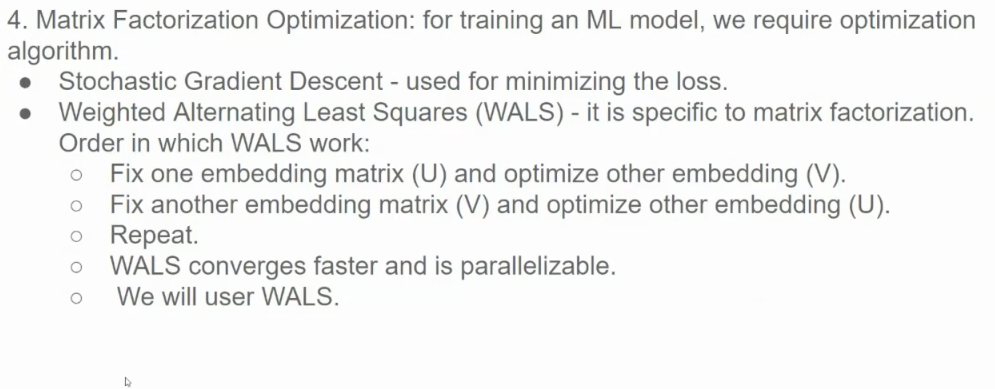 4. Matrix Factorization Optimization: for training an ML model, we require optimization
algorithm.
● Stochastic Gradient Descent - used for minimizing the loss.
● Weighted Alternating Least Squares (WALS) - it is specific to matrix factorization.
Order in which WALS work:
○ Fix one embedding matrix (U) and optimize other embedding (V).
○ Fix another embedding matrix (V) and optimize other embedding (U).
○ Repeat.
○ WALS converges faster and is parallelizable.
○ We will user WALS.